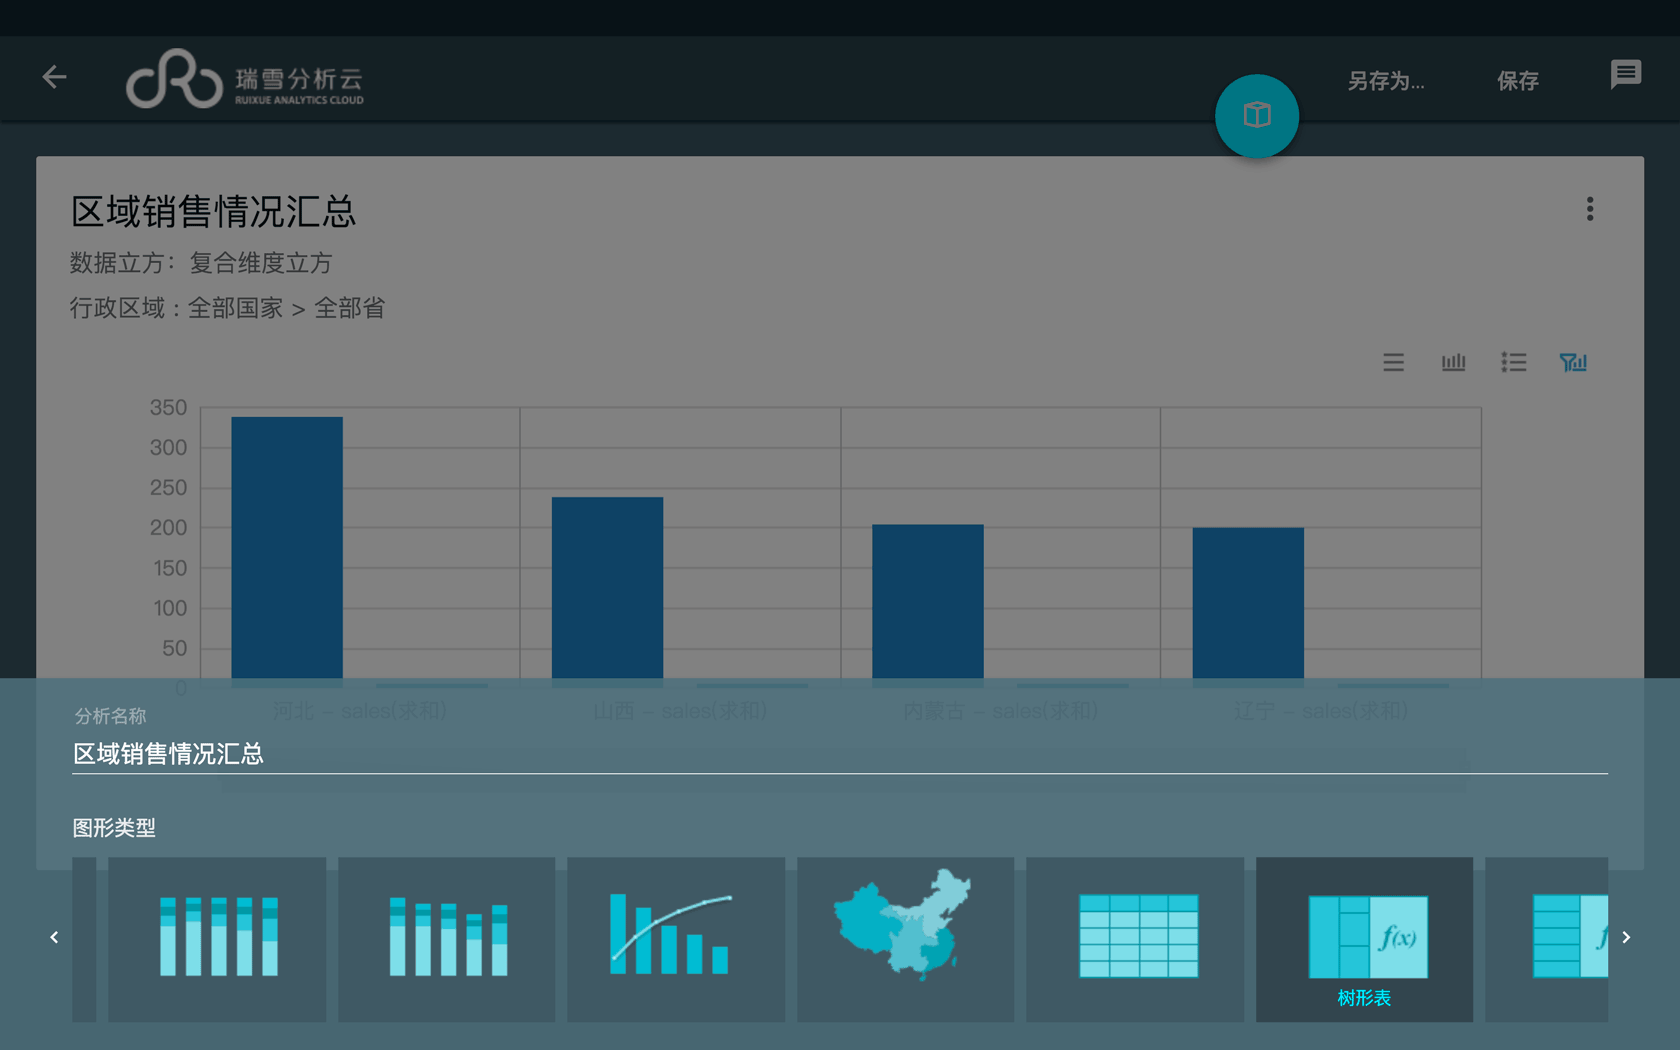 瑞雪分析云
RUIXUE ANALYTICS CLOUD
另存为...
保存
区域销售情况汇总
数据立方：复合维度立方
行政区域：全部国家 > 全部省
350
300
250
200
150
100
50
0
河北 - sales(求和)
山西 - sales(求和)
内蒙古 - sales(求和)
辽宁 - sales(求和)
分析名称
区域销售情况汇总
图形类型
f(x)
树形表